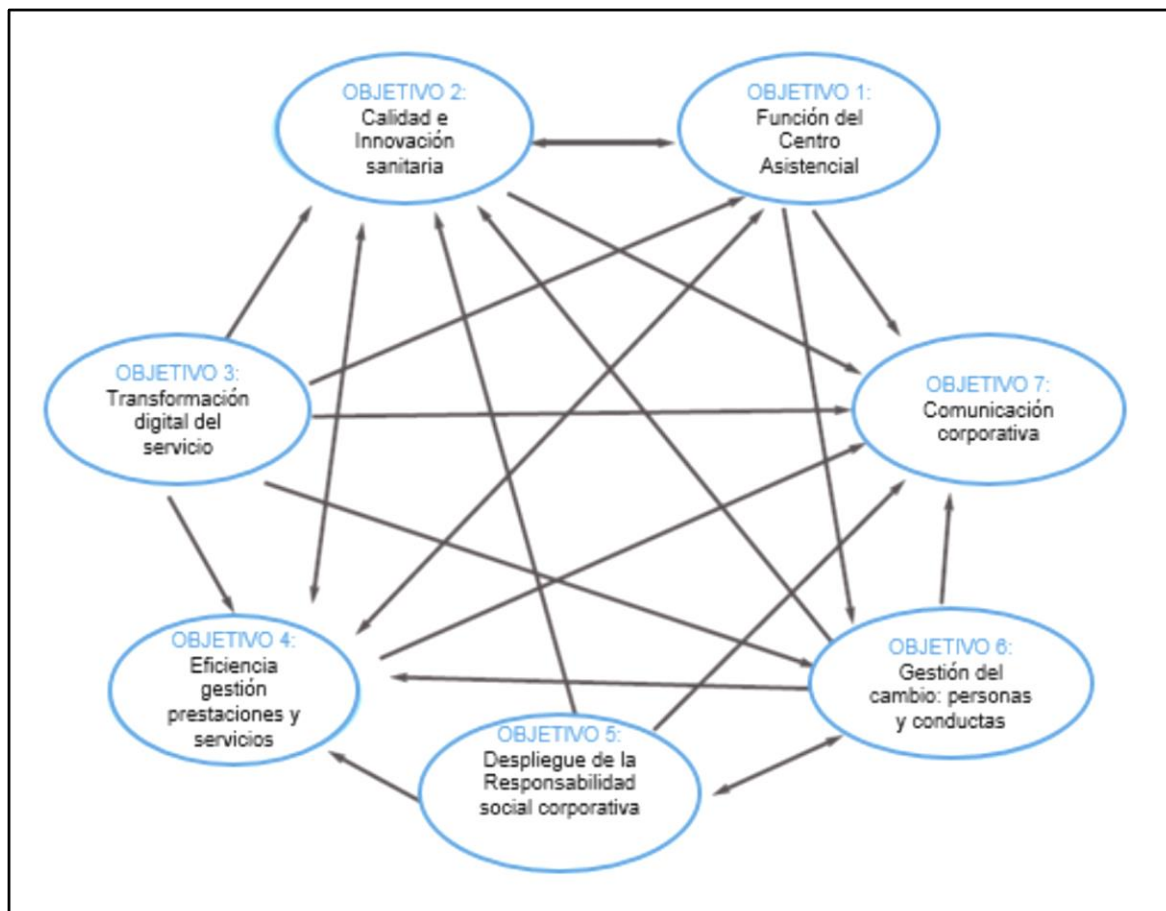 OBJETIVO 2:
Calidad e
Innovación
sanitaria
OBJETIVO 1:
Función del
Centro
Asistencial
OBJETIVO 3:
Transformación
digital del
servicio
OBJETIVO 7:
Comunicación
corporativa
OBJETIVO 4:
Eficiencia
gestión
prestaciones y
servicios
OBJETIVO 6:
Gestión del
cambio: personas
y conductas
OBJETIVO 5:
Despliegue de la
Responsabilidad
social corporativa